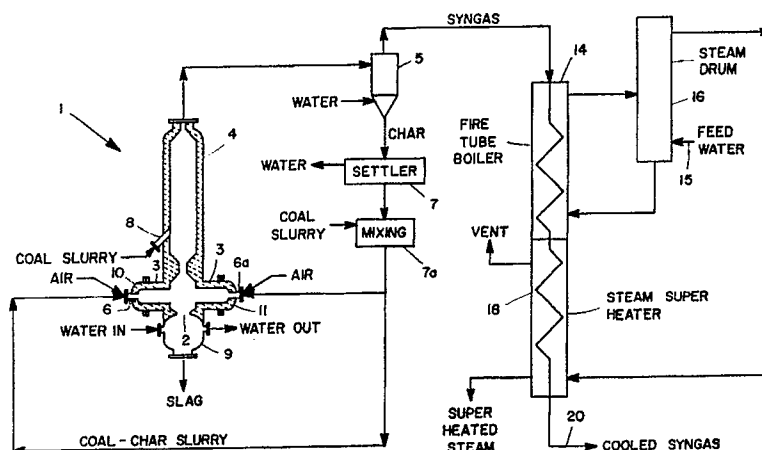 SYNGAS
14
STEAM
DRUM
16
5
WATER
1
4
CHAR
FIRE
TUBE
BOILER
FEED
WATER
15
WATER
SETTLER
7
8
COAL
SLURRY
MIXING
7a
VENT
COAL SLURRY
3
3
6a
AIR
10
AIR
6
11
18
STEAM SUPER
HEATER
WATER IN
2
WATER OUT
9
SLAG
SUPER
HEATED
STEAM
20
COAL-CHAR SLURRY
COOLED SYNGAS